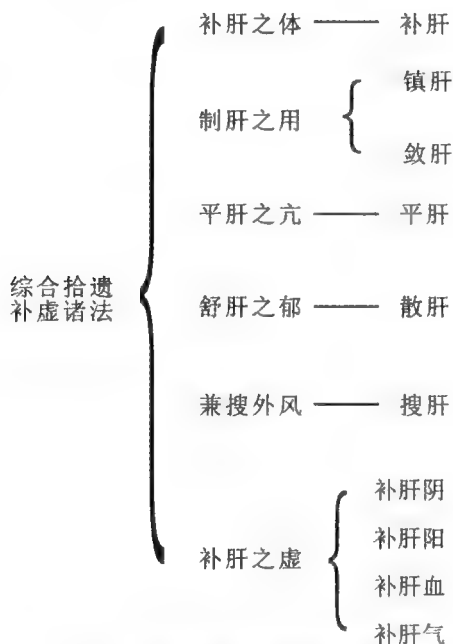 综合拾遗
补虚诸法
补肝之体 —— 补肝
制肝之用
镇肝
敛肝
平肝之亢 —— 平肝
舒肝之郁 —— 散肝
兼搜外风 —— 搜肝
补肝之虚
补肝阴
补肝阳
补肝血
补肝气